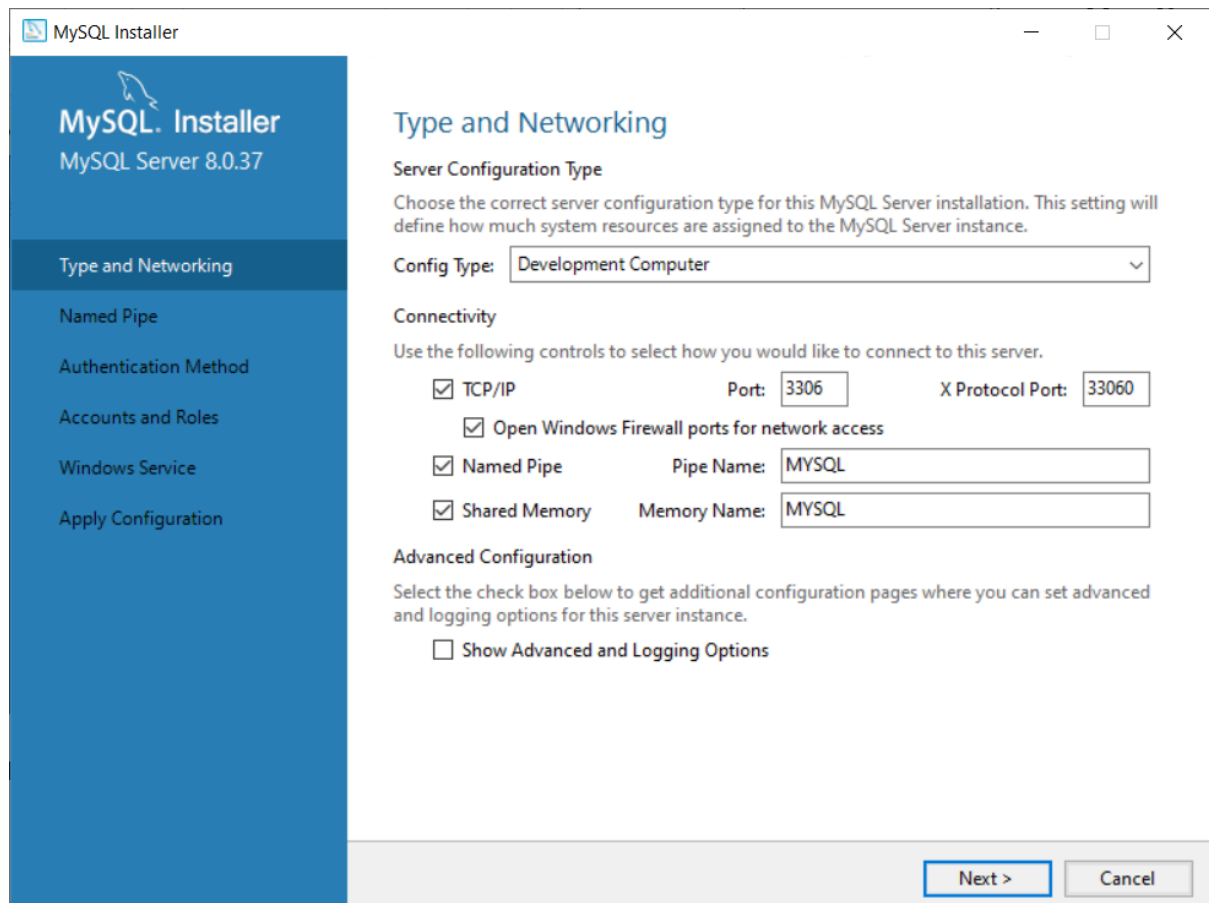 MySQL Installer
MySQL. Installer
MySQL Server 8.0.37
Type and Networking
Named Pipe
Authentication Method
Accounts and Roles
Windows Service
Apply Configuration
Type and Networking
Server Configuration Type
Choose the correct server configuration type for this MySQL Server installation. This setting will
define how much system resources are assigned to the MySQL Server instance.
Config Type: Development Computer
Connectivity
Use the following controls to select how you would like to connect to this server.
TCP/IP Port: 3306 X Protocol Port: 33060
Open Windows Firewall ports for network access
Named Pipe Pipe Name: MYSQL
Shared Memory Memory Name: MYSQL
Advanced Configuration
Select the check box below to get additional configuration pages where you can set advanced
and logging options for this server instance.
Show Advanced and Logging Options
Next > Cancel